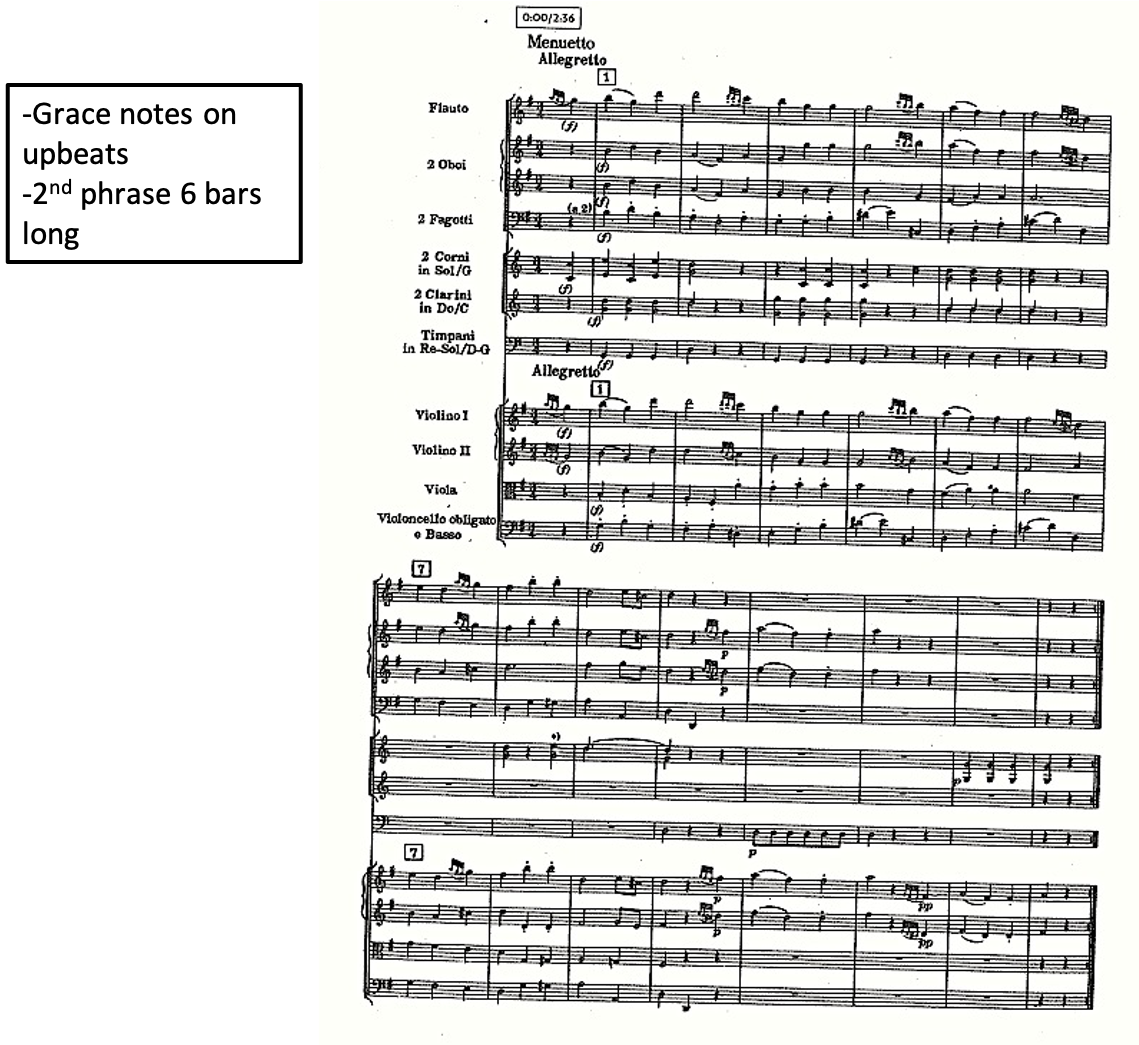 0:00/2:36
Menuetto
Allegretto
-Grace notes on
upbeats
-2nd phrase 6 bars
long
1
Flauto
(f)
2 Oboi
(f)
(f)
(a 2)
2 Fagotti
(f)
2 Corni
in Sol/G
(f)
2 Clarini
in Do/C
(f)
Timpani
in Re-Sol/D-G
(f)
Allegretto
1
Violino I
(f)
Violino II
(f)
Viola
(f)
Violoncello obligato
e Basso
(f)
7
p
p
p
p
7
p
pp
p
pp